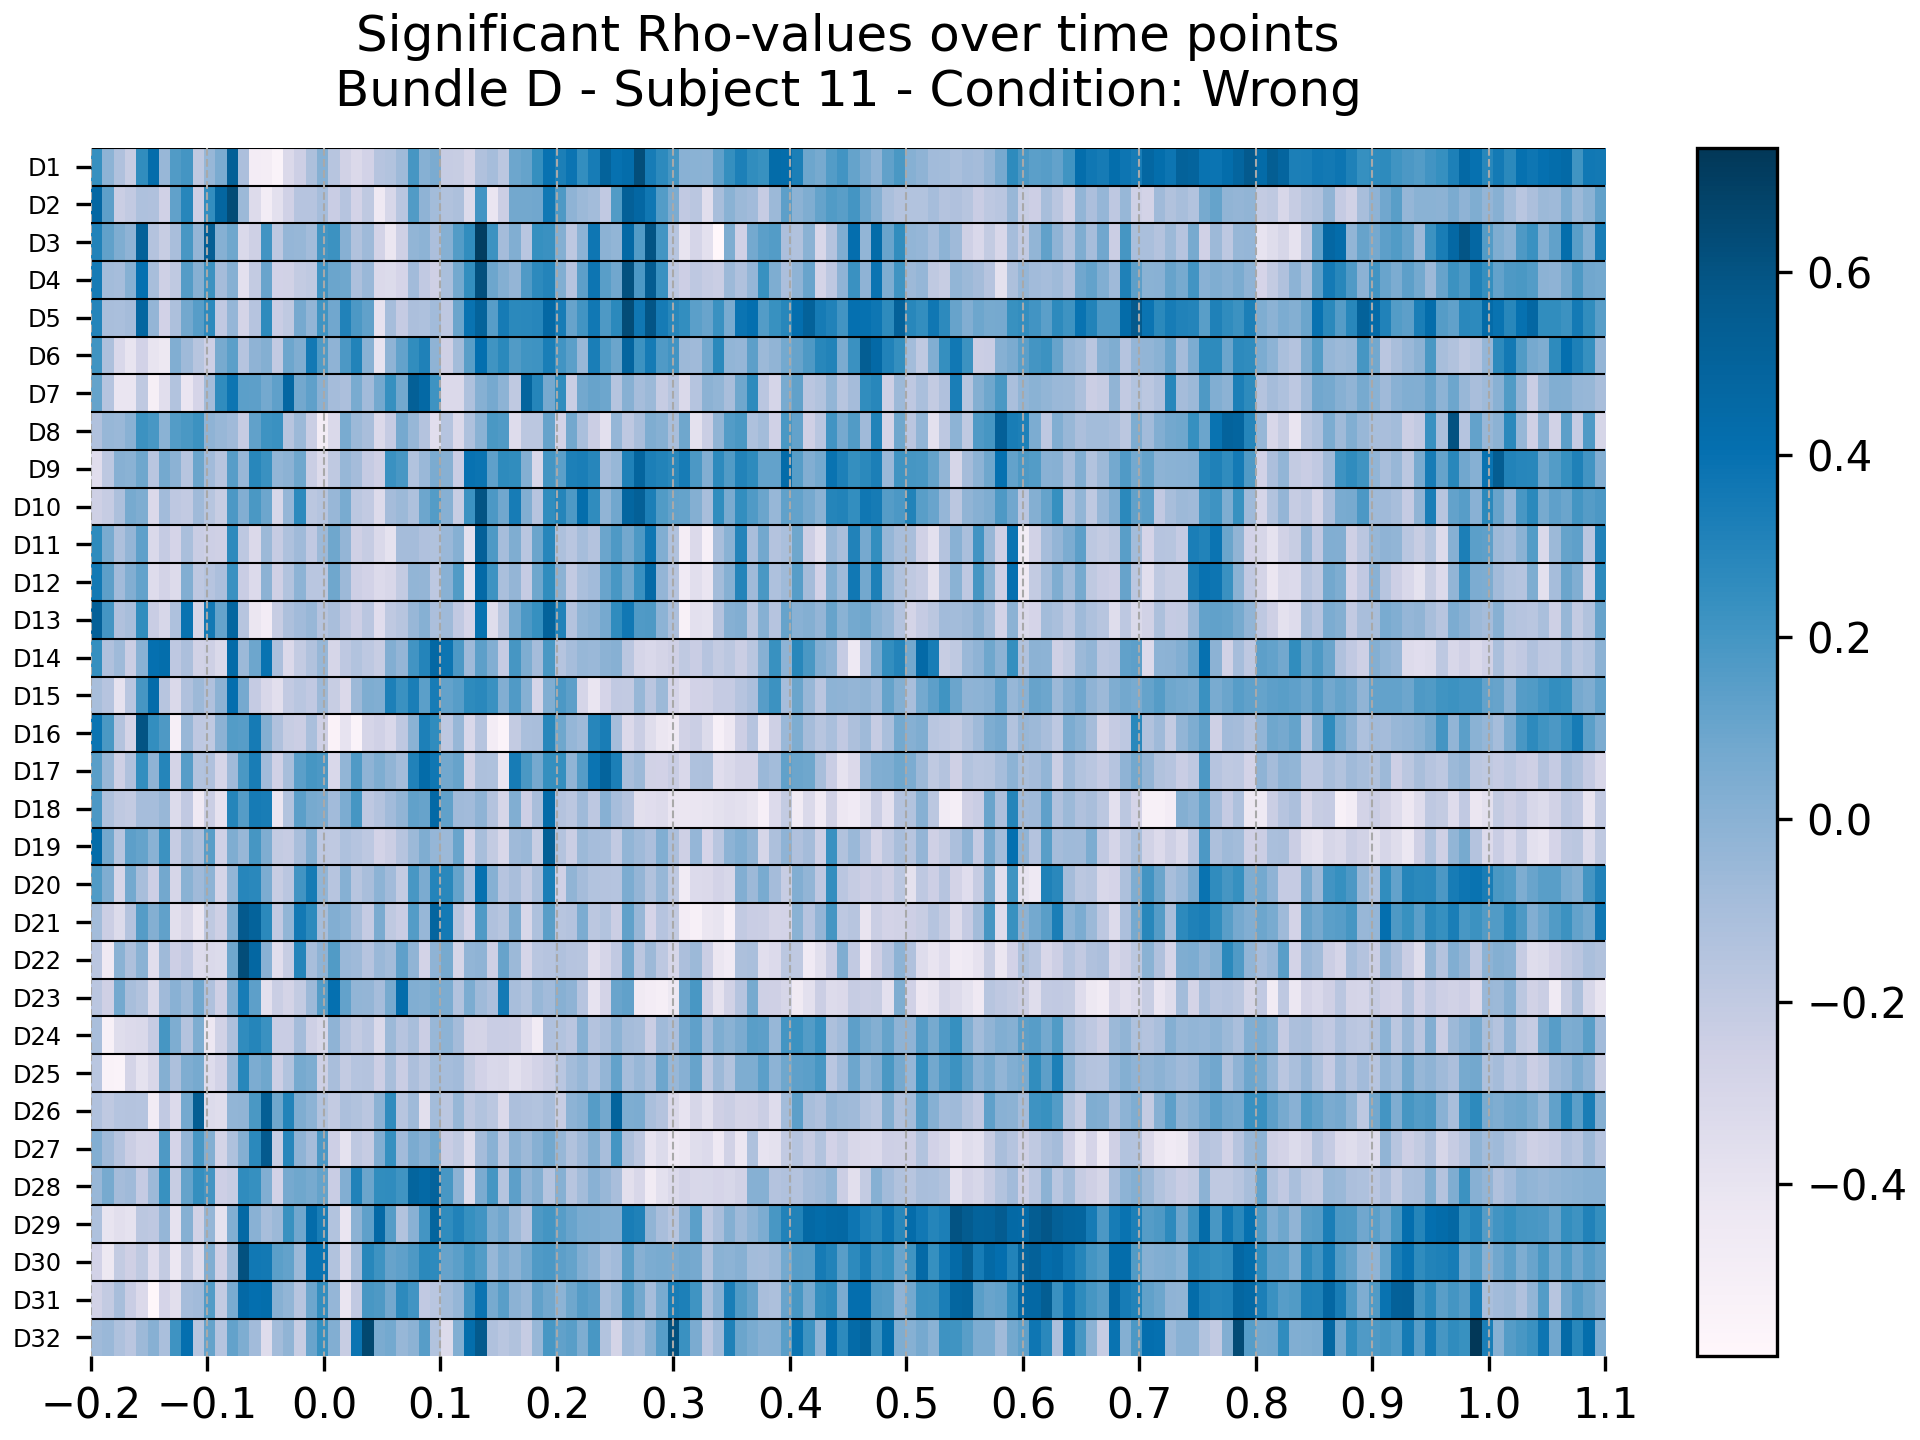 Significant Rho-values over time points
Bundle D - Subject 11 - Condition: Wrong
D1
D2
D3
D4
D5
D6
D7
D8
D9
D10
D11
D12
D13
D14
D15
D16
D17
D18
D19
D20
D21
D22
D23
D24
D25
D26
D27
D28
D29
D30
D31
D32
−0.2 −0.1 0.0 0.1 0.2 0.3 0.4 0.5 0.6 0.7 0.8 0.9 1.0 1.1
0.6
0.4
0.2
0.0
−0.2
−0.4